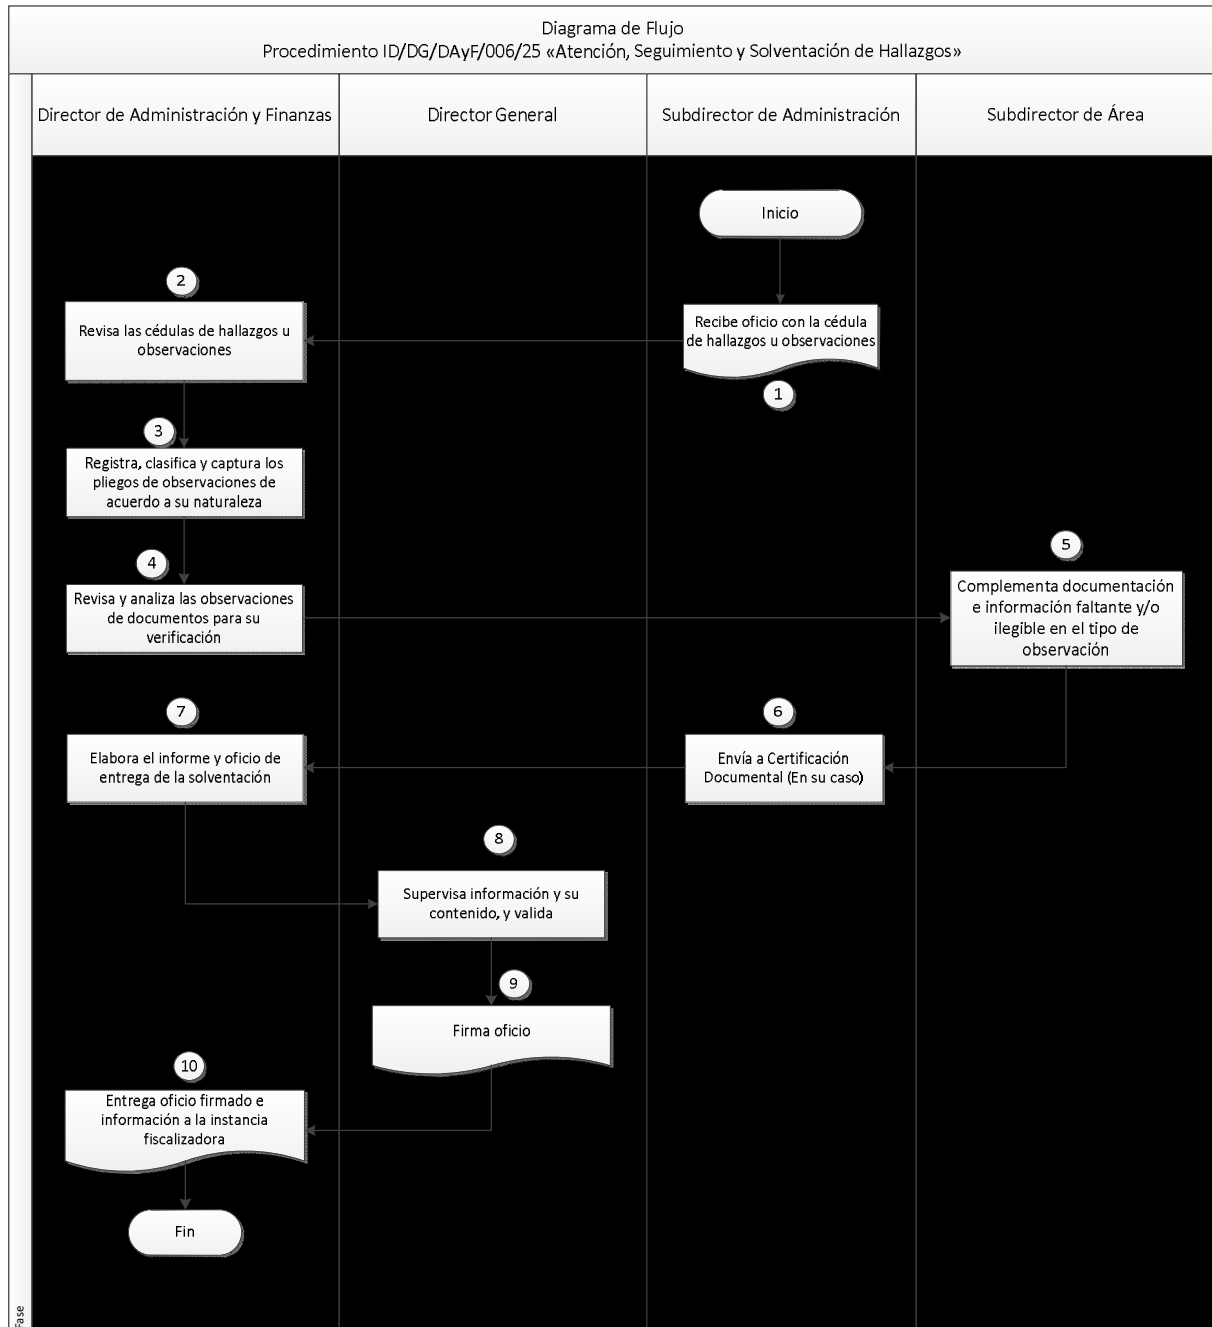 Diagrama de Flujo
Procedimiento ID/DG/DAyF/006/25 «Atención, Seguimiento y Solventación de Hallazgos»
Director de Administración y Finanzas
Director General
Subdirector de Administración
Subdirector de Área
Inicio
Recibe oficio con la cédula
de hallazgos u observaciones
1
2
Revisa las cédulas de hallazgos u
observaciones
3
Registra, clasifica y captura los
pliegos de observaciones de
acuerdo a su naturaleza
4
Revisa y analiza las observaciones
de documentos para su
verificación
5
Complementa documentación
e información faltante y/o
ilegible en el tipo de
observación
6
Envía a Certificación
Documental (En su caso)
7
Elabora el informe y oficio de
entrega de la solventación
8
Supervisa información y su
contenido, y valida
9
Firma oficio
10
Entrega oficio firmado e
información a la instancia
fiscalizadora
Fin
Fase